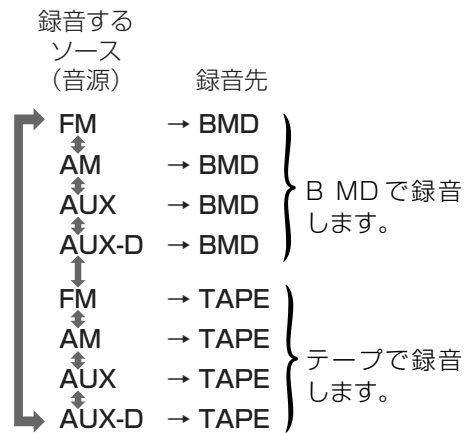 録音する
ソース
（音源） 録音先
FM → BMD
AM → BMD
AUX → BMD
AUX-D → BMD
B MDで録音
します。
FM → TAPE
AM → TAPE
AUX → TAPE
AUX-D → TAPE
テープで録音
します。